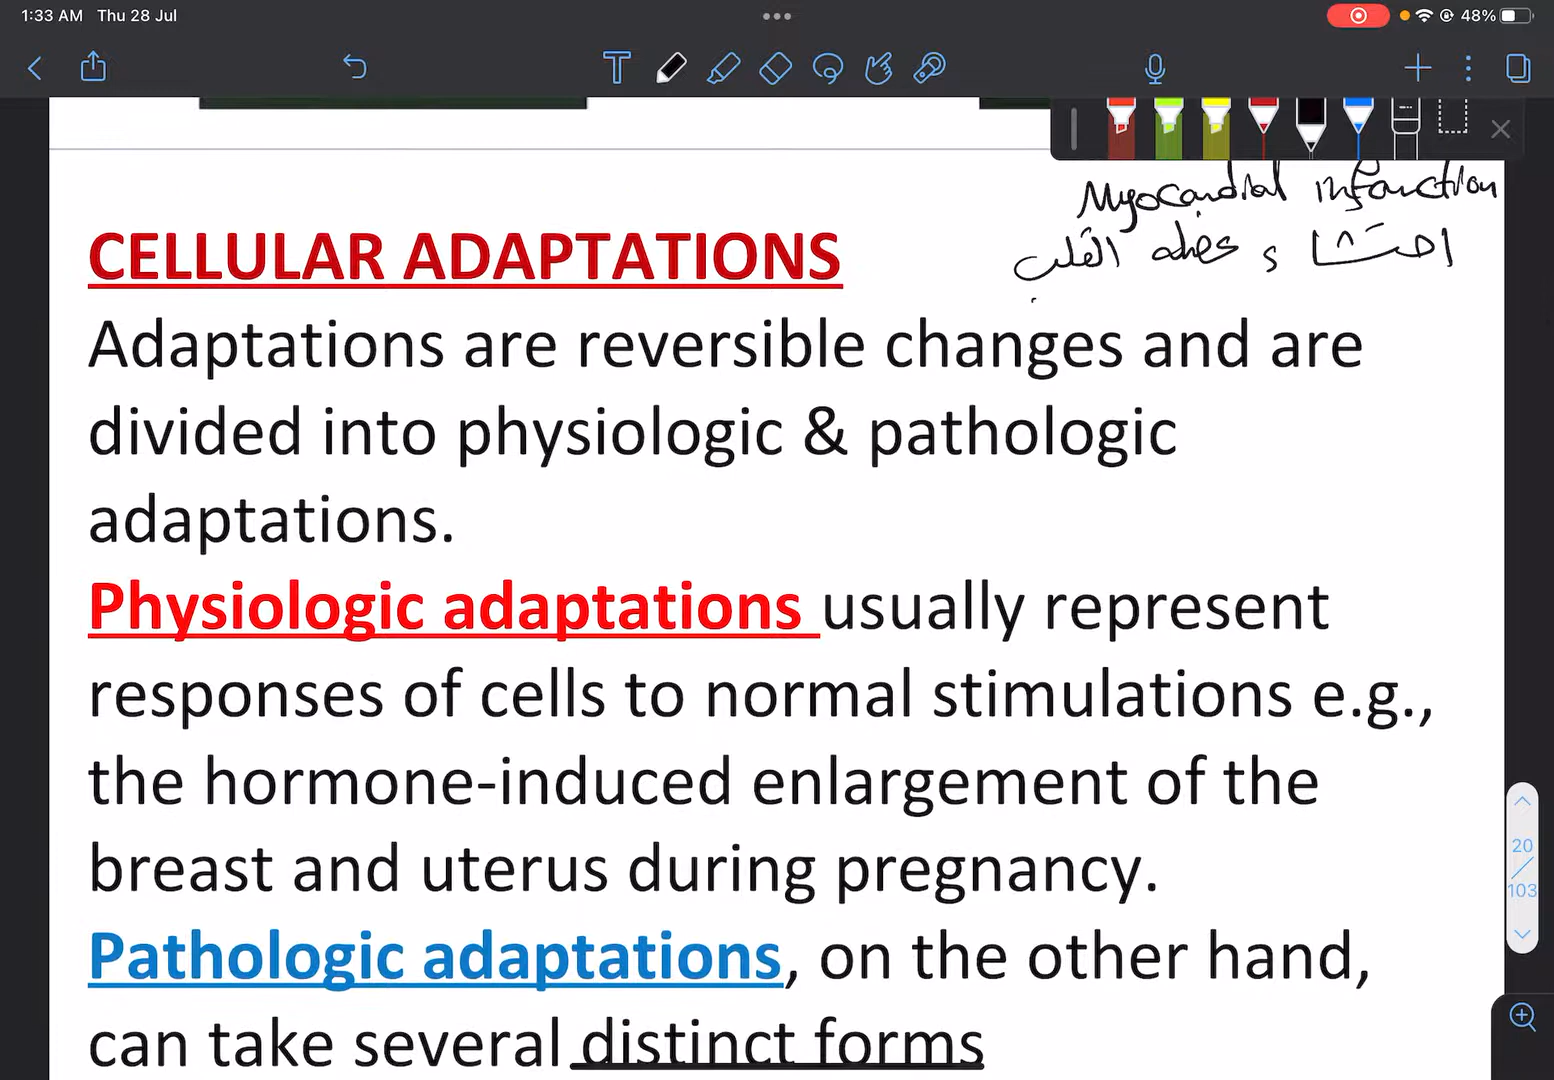 1:33 AM Thu 28 Jul
48%
Myocardial infarction
احتشاء عضلة القلب
CELLULAR ADAPTATIONS
Adaptations are reversible changes and are
divided into physiologic & pathologic
adaptations.
Physiologic adaptations usually represent
responses of cells to normal stimulations e.g.,
the hormone-induced enlargement of the
breast and uterus during pregnancy.
Pathologic adaptations, on the other hand,
can take several distinct forms
20
103